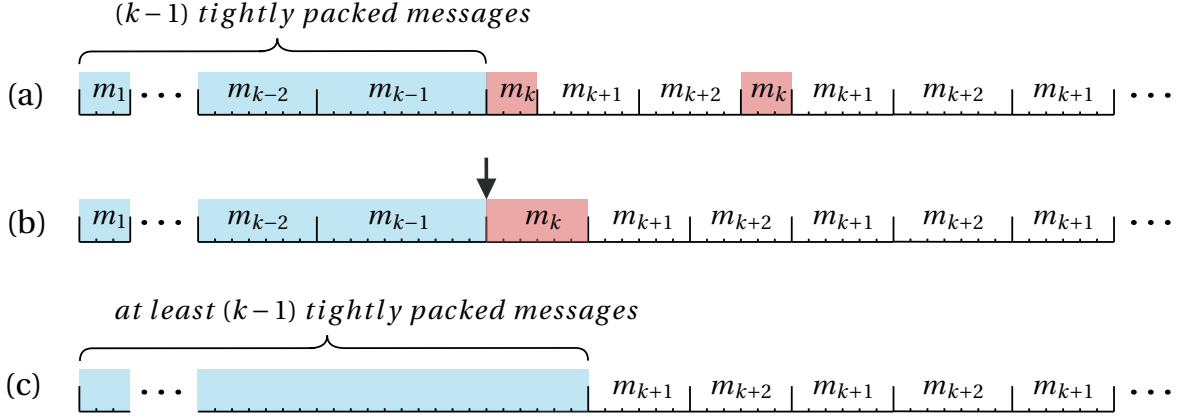 (k−1) tightly packed messages
(a) m₁ ••• mₖ₋₂ mₖ₋₁ mₖ mₖ₊₁ mₖ₊₂ mₖ mₖ₊₁ mₖ₊₂ mₖ₊₁ •••
(b) m₁ ••• mₖ₋₂ mₖ₋₁ mₖ mₖ₊₁ mₖ₊₂ mₖ₊₁ mₖ₊₂ mₖ₊₁ •••
at least (k−1) tightly packed messages
(c) ••• mₖ₊₁ mₖ₊₂ mₖ₊₁ mₖ₊₂ mₖ₊₁ •••